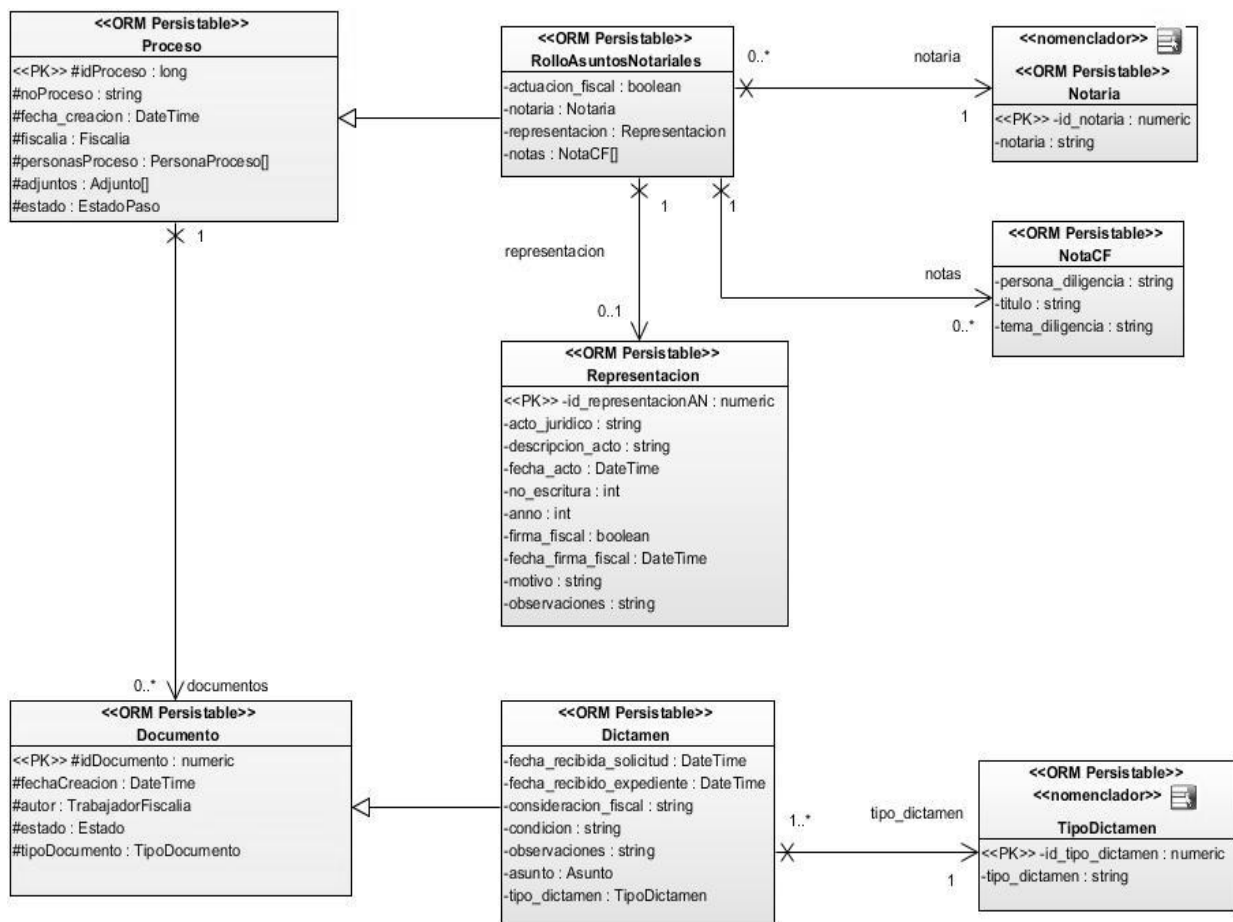 <<ORM Persistable>>
Proceso
<<PK>> #idProceso : long
#noProceso : string
#fecha_creacion : DateTime
#fiscalia : Fiscalia
#personasProceso : PersonaProceso[]
#adjuntos : Adjunto[]
#estado : EstadoPaso
1
<<ORM Persistable>>
RolloAsuntosNotariales
-actuacion_fiscal : boolean
-notaria : Notaria
-representacion : Representacion
-notas : NotaCF[]
0..*
notaria
1
<<nomenclador>>
<<ORM Persistable>>
Notaria
<<PK>> -id_notaria : numeric
-notaria : string
1
1
representacion
0..1
notas
0..*
<<ORM Persistable>>
NotaCF
-persona_diligencia : string
-titulo : string
-tema_diligencia : string
<<ORM Persistable>>
Representacion
<<PK>> -id_representacionAN : numeric
-acto_juridico : string
-descripcion_acto : string
-fecha_acto : DateTime
-no_escritura : int
-anno : int
-firma_fiscal : boolean
-fecha_firma_fiscal : DateTime
-motivo : string
-observaciones : string
0..*
documentos
<<ORM Persistable>>
Documento
<<PK>> #idDocumento : numeric
#fechaCreacion : DateTime
#autor : TrabajadorFiscalia
#estado : Estado
#tipoDocumento : TipoDocumento
<<ORM Persistable>>
Dictamen
-fecha_recibida_solicitud : DateTime
-fecha_recibido_expediente : DateTime
-consideracion_fiscal : string
-condicion : string
-observaciones : string
-asunto : Asunto
-tipo_dictamen : TipoDictamen
1..*
tipo_dictamen
1
<<ORM Persistable>>
<<nomenclador>>
TipoDictamen
<<PK>> -id_tipo_dictamen : numeric
-tipo_dictamen : string